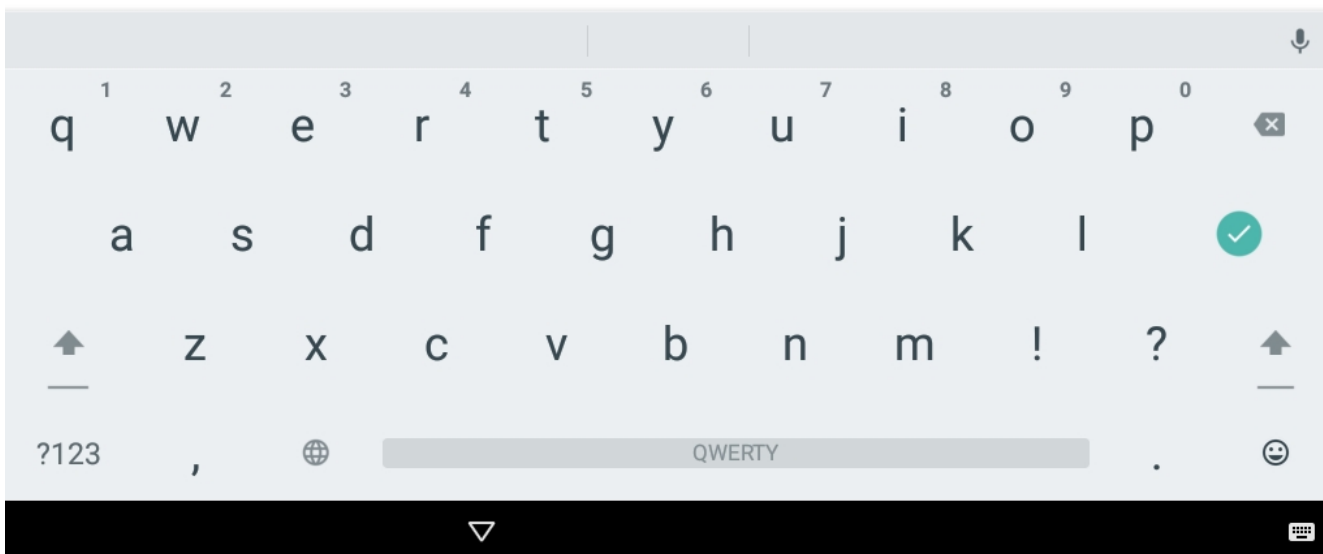 1 2 3 4 5 6 7 8 9 0
q w e r t y u i o p
a s d f g h j k l
z x c v b n m ! ?
?123 , QWERTY .